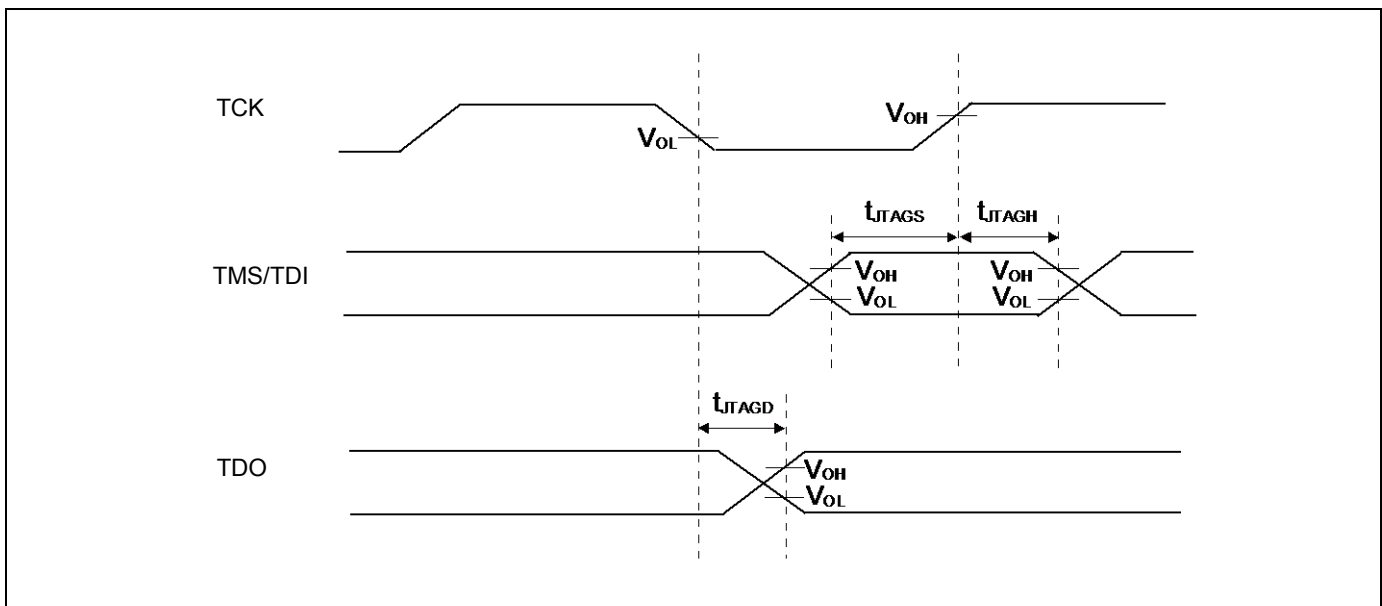 TCK
VOL
VOH
tJTAGS
tJTAGH
TMS/TDI
VOH
VOL
VOH
VOL
tJTAGD
TDO
VOH
VOL